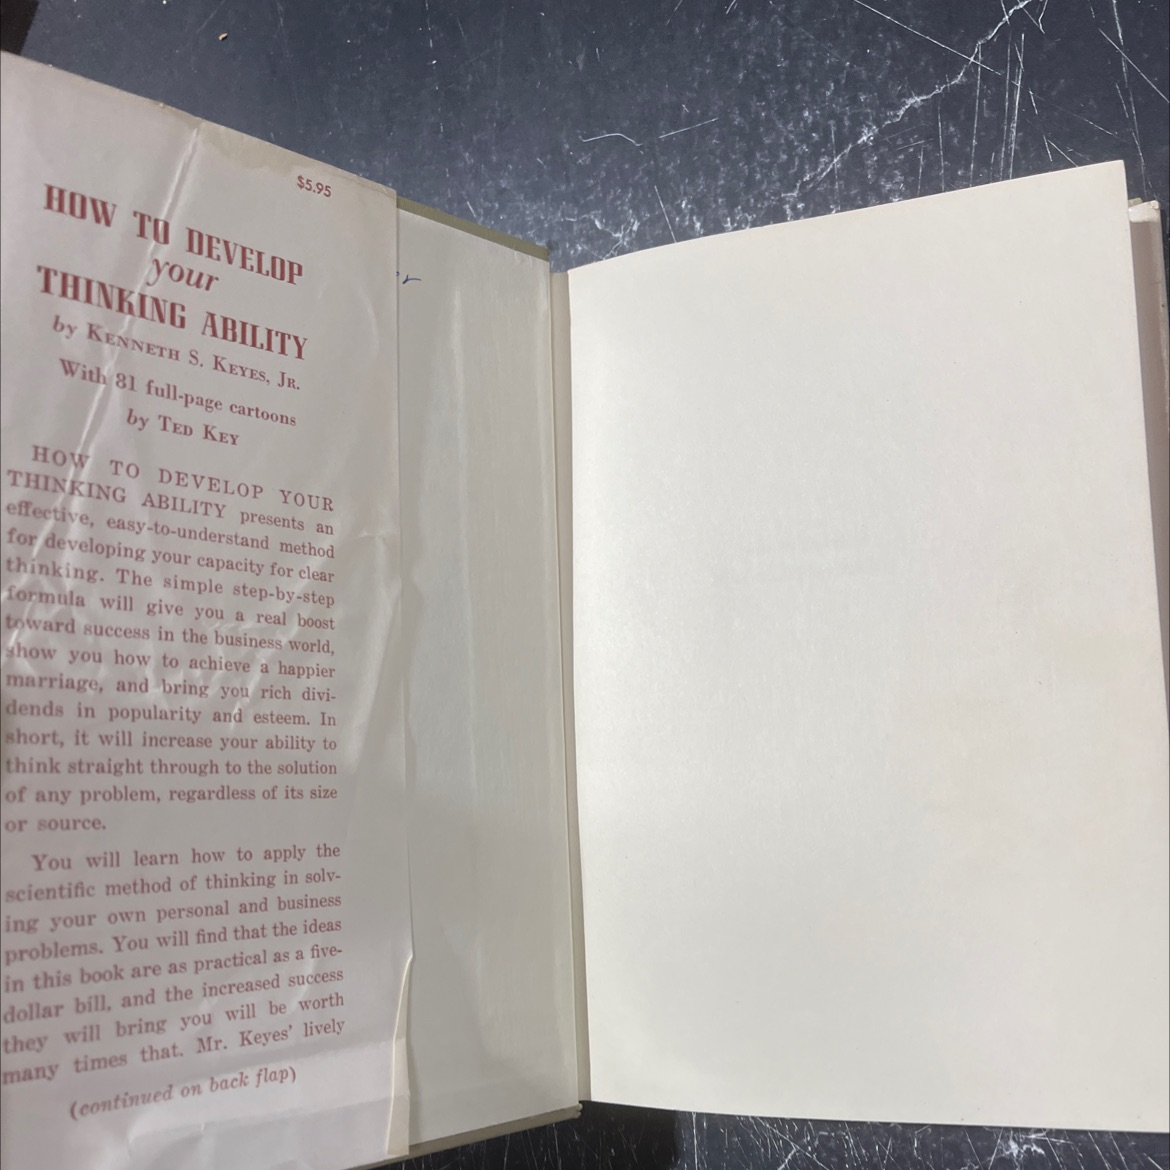 $5.95
HOW TO DEVELOP
your
THINKING ABILITY
by KENNETH S. KEYES, JR.
With 81 full-page cartoons
by TED KEY
HOW TO DEVELOP YOUR
THINKING ABILITY presents an
effective, easy-to-understand method
for developing your capacity for clear
thinking. The simple step-by-step
formula will give you a real boost
toward success in the business world,
show you how to achieve a happier
marriage, and bring you rich divi-
dends in popularity and esteem. In
short, it will increase your ability to
think straight through to the solution
of any problem, regardless of its size
or source.
You will learn how to apply the
scientific method of thinking in solv-
ing your own personal and business
problems. You will find that the ideas
in this book are as practical as a five-
dollar bill, and the increased success
they will bring you will be worth
many times that. Mr. Keyes' lively
(continued on back flap)